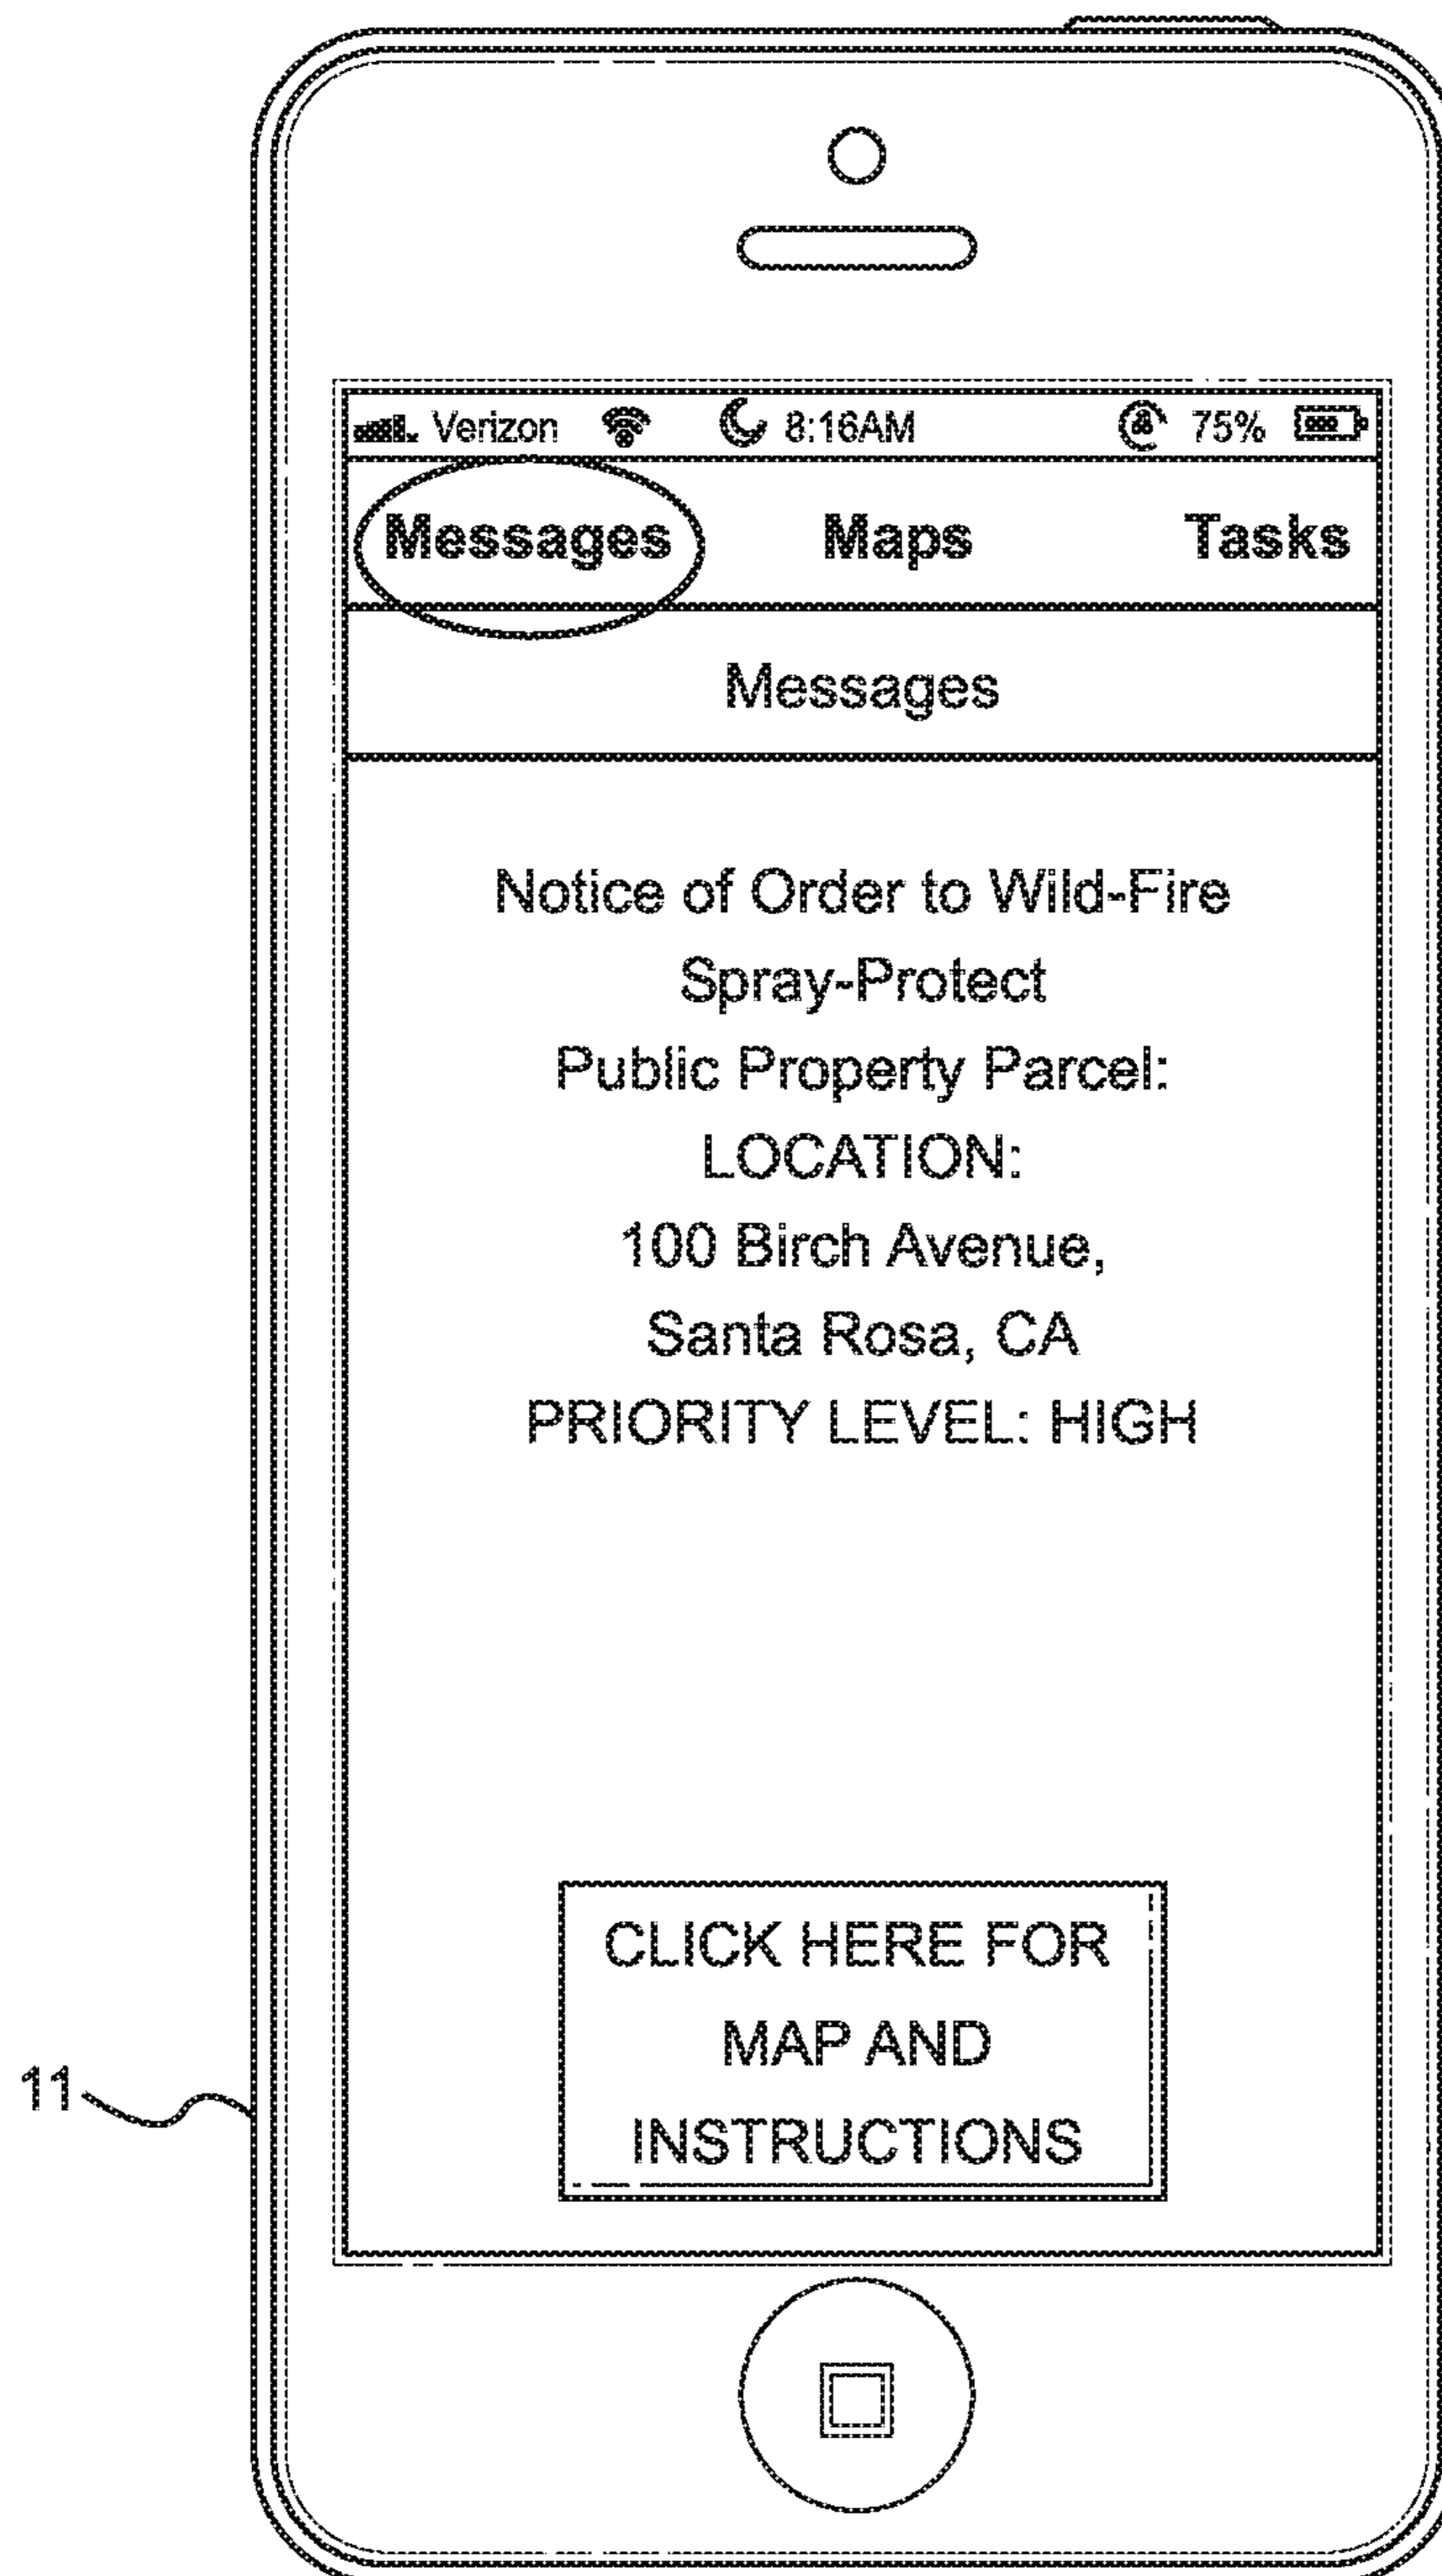 Verizon 8:16AM 75%
Messages Maps Tasks
Messages
Notice of Order to Wild-Fire
Spray-Protect
Public Property Parcel:
LOCATION:
100 Birch Avenue,
Santa Rosa, CA
PRIORITY LEVEL: HIGH
CLICK HERE FOR
MAP AND
INSTRUCTIONS
11